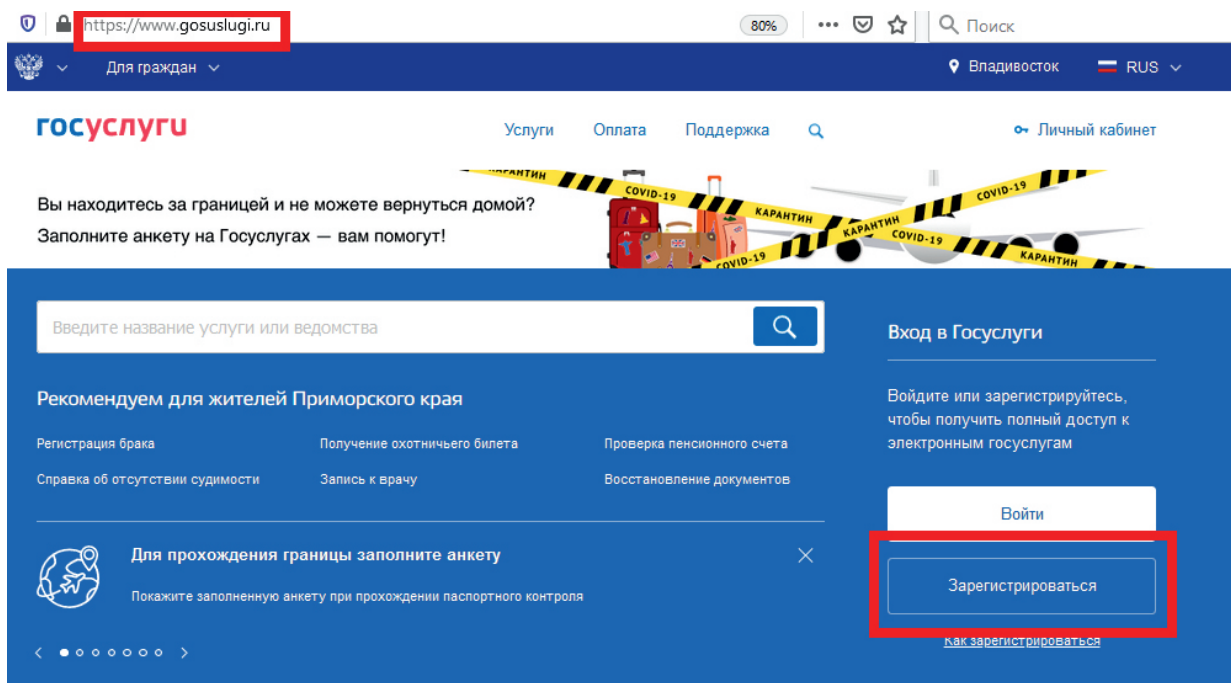 https://www.gosuslugi.ru
80%
Поиск
Для граждан
Владивосток
RUS
госуслуги
Услуги
Оплата
Поддержка
Личный кабинет
Вы находитесь за границей и не можете вернуться домой?
Заполните анкету на Госуслугах — вам помогут!
КАРАНТИН
COVID-19
КАРАНТИН
COVID-19
КАРАНТИН
COVID-19
COVID-19
КАРАНТИН
Введите название услуги или ведомства
Рекомендуем для жителей Приморского края
Регистрация брака
Получение охотничьего билета
Проверка пенсионного счета
Справка об отсутствии судимости
Запись к врачу
Восстановление документов
Для прохождения границы заполните анкету
Покажите заполненную анкету при прохождении паспортного контроля
Вход в Госуслуги
Войдите или зарегистрируйтесь,
чтобы получить полный доступ к
электронным госуслугам
Войти
Зарегистрироваться
Как зарегистрироваться